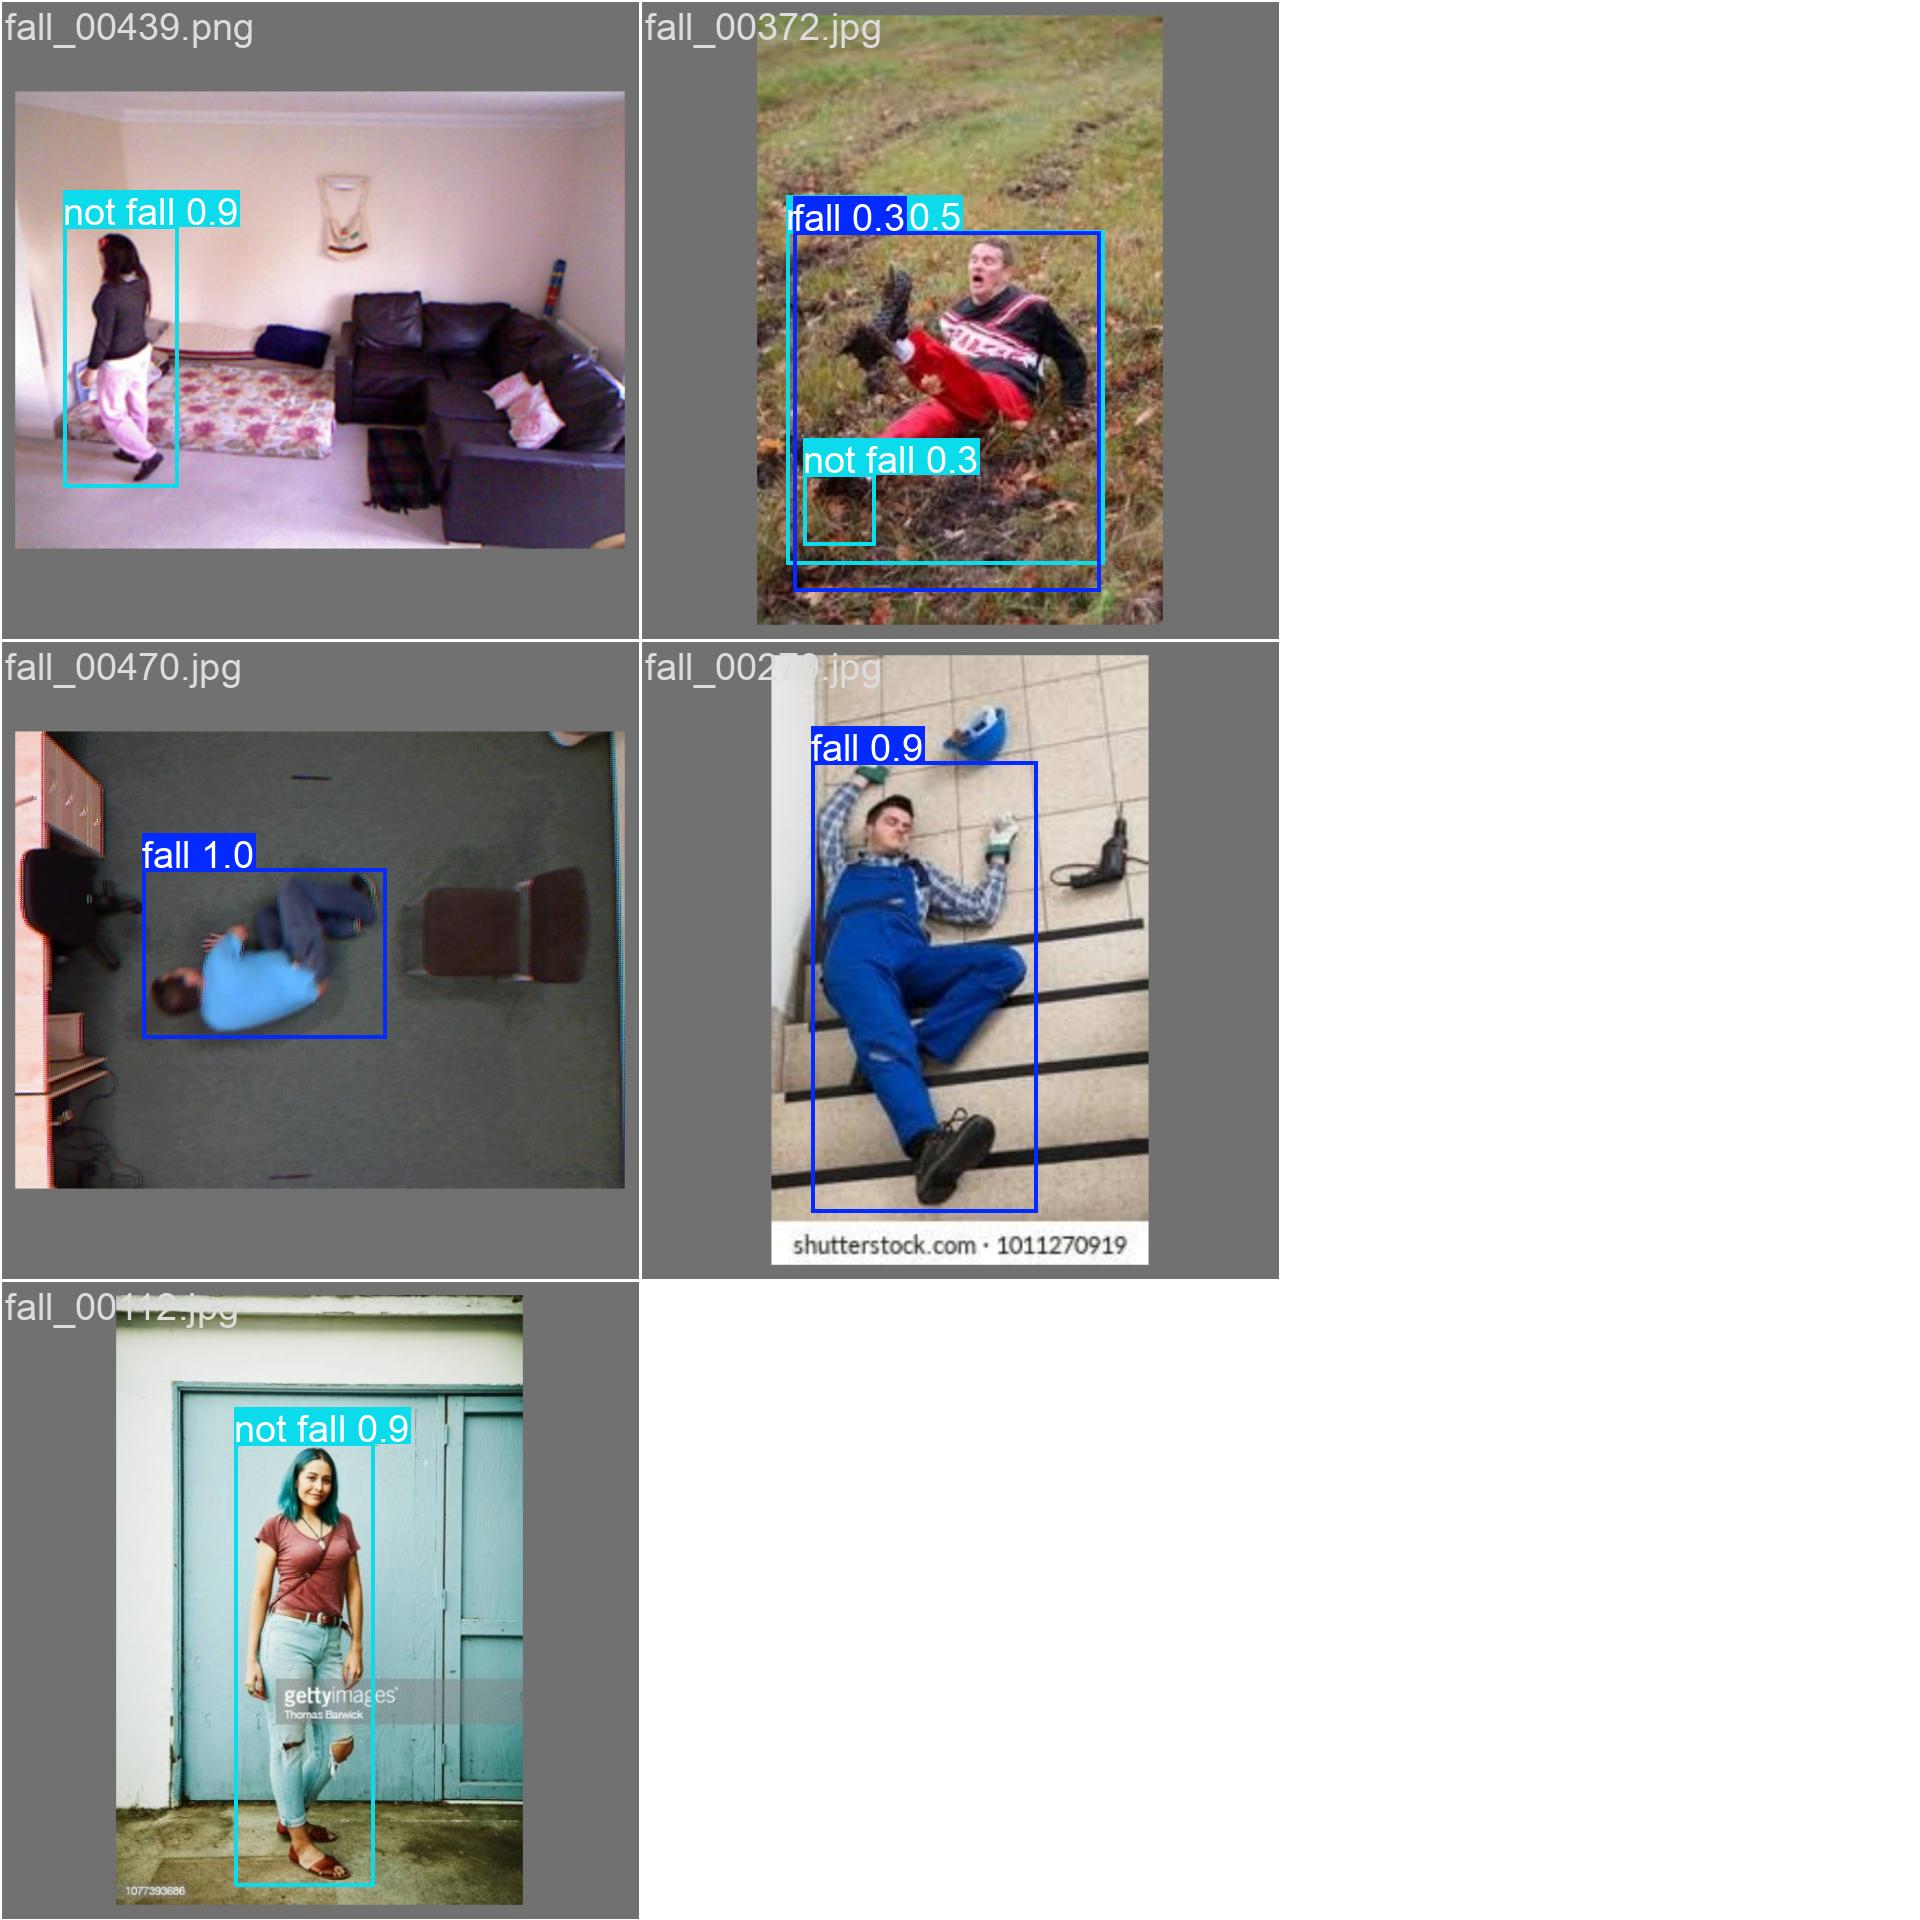 fall_00439.png
not fall 0.9
fall_00372.jpg
fall 0.3
0.5
not fall 0.3
fall_00470.jpg
fall 1.0
.jpg
fall 0.9
shutterstock.com · 1011270919
fall_00112.jpg
not fall 0.9
gettyimages®
Thomas Barwick
1077393686